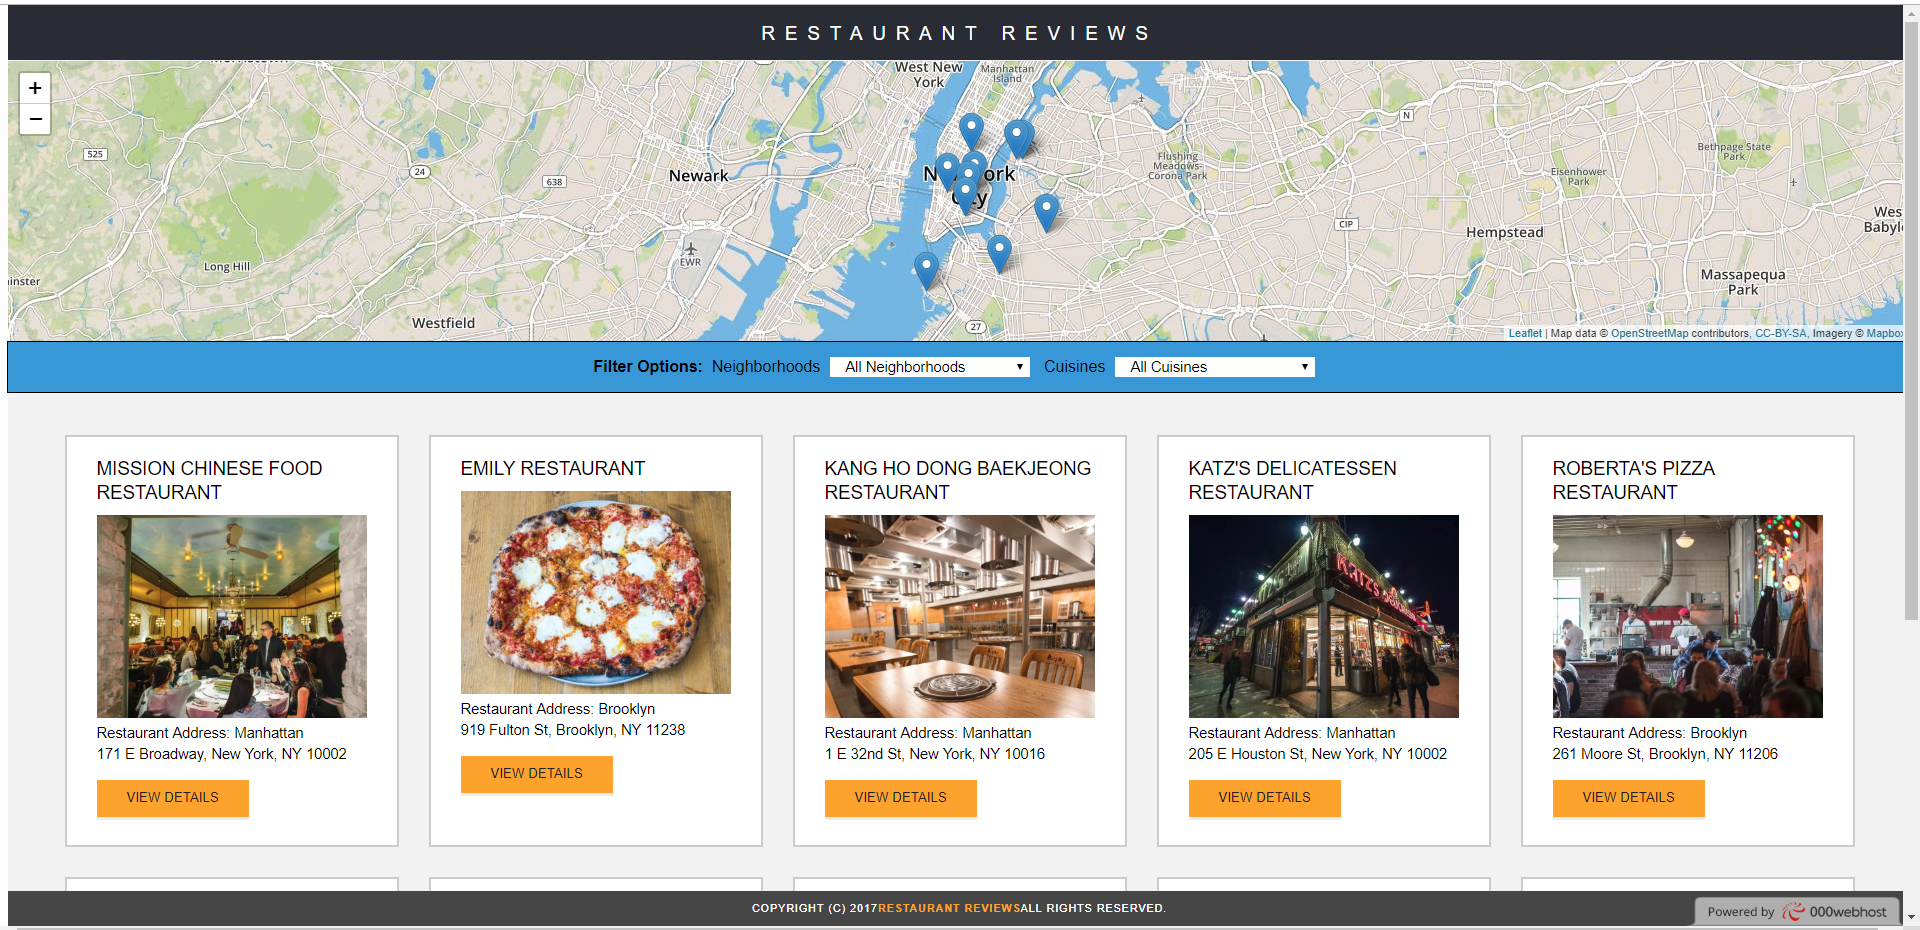 RESTAURANT REVIEWS
+
−
West New
York
Manhattan
Island
N
525
24
638
Newark
Flushing
Meadows-
Corona Park
Bethpage State
Park
Eisenhower
Park
CIP
Hempstead
Long Hill
EWR
Massapequa
Park
Westfield
27
Leaflet | Map data © OpenStreetMap contributors, CC-BY-SA, Imagery © Mapbox
Filter Options: Neighborhoods All Neighborhoods Cuisines All Cuisines
MISSION CHINESE FOOD
RESTAURANT
Restaurant Address: Manhattan
171 E Broadway, New York, NY 10002
VIEW DETAILS
EMILY RESTAURANT
Restaurant Address: Brooklyn
919 Fulton St, Brooklyn, NY 11238
VIEW DETAILS
KANG HO DONG BAEKJEONG
RESTAURANT
Restaurant Address: Manhattan
1 E 32nd St, New York, NY 10016
VIEW DETAILS
KATZ'S DELICATESSEN
RESTAURANT
KATZ'S
Restaurant Address: Manhattan
205 E Houston St, New York, NY 10002
VIEW DETAILS
ROBERTA'S PIZZA
RESTAURANT
Restaurant Address: Brooklyn
261 Moore St, Brooklyn, NY 11206
VIEW DETAILS
COPYRIGHT (C) 2017RESTAURANT REVIEWSALL RIGHTS RESERVED.
Powered by 000webhost